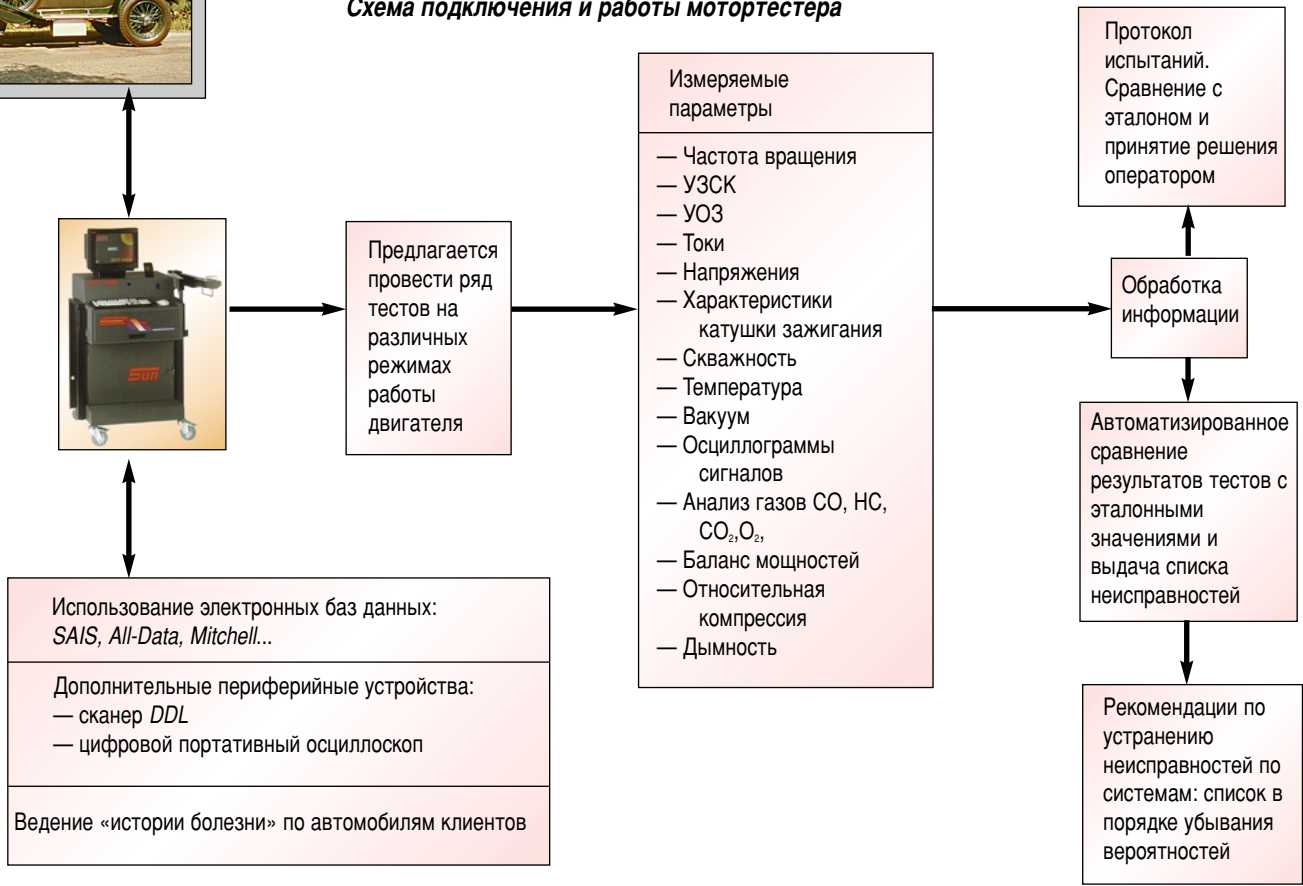 Схема подключения и работы мотортестера
Измеряемые
параметры
— Частота вращения
— УЗСК
— УОЗ
— Токи
— Напряжения
— Характеристики
катушки зажигания
— Скважность
— Температура
— Вакуум
— Осциллограммы
сигналов
— Анализ газов CO, HC,
CO₂,O₂,
— Баланс мощностей
— Относительная
компрессия
— Дымность
Предлагается
провести ряд
тестов на
различных
режимах
работы
двигателя
Sun
Протокол
испытаний.
Сравнение с
эталоном и
принятие решения
оператором
Обработка
информации
Автоматизированное
сравнение
результатов тестов с
эталонными
значениями и
выдача списка
неисправностей
Рекомендации по
устранению
неисправностей по
системам: список в
порядке убывания
вероятностей
Использование электронных баз данных:
SAIS, All-Data, Mitchell...
Дополнительные периферийные устройства:
— сканер DDL
— цифровой портативный осциллоскоп
Ведение «истории болезни» по автомобилям клиентов